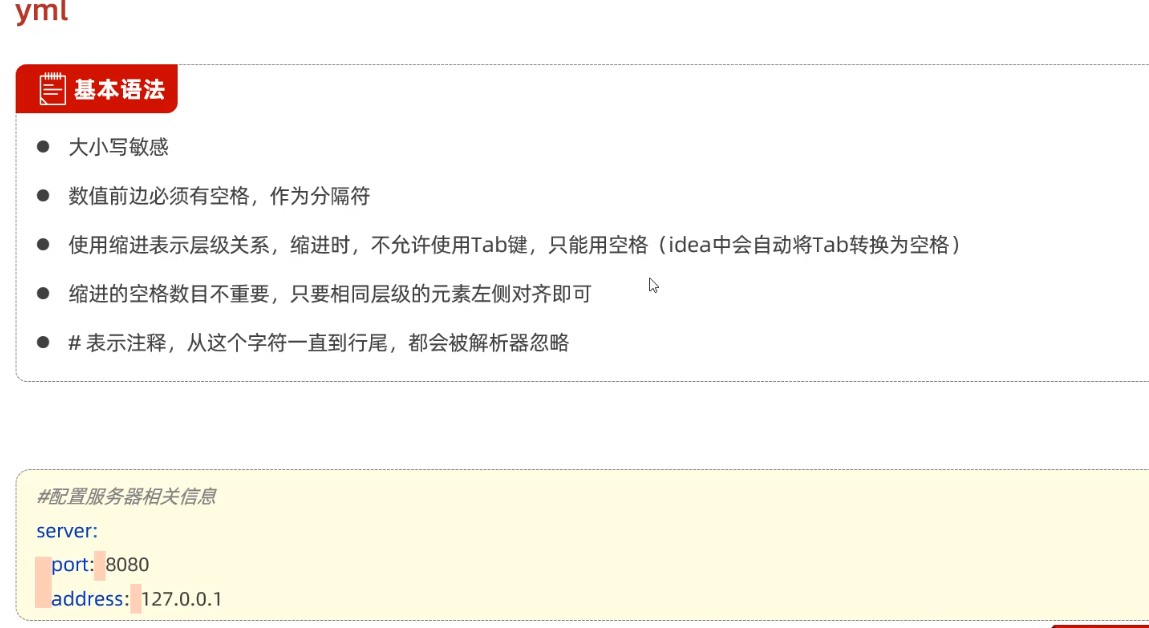 yml
基本语法
● 大小写敏感
● 数值前边必须有空格，作为分隔符
● 使用缩进表示层级关系，缩进时，不允许使用Tab键，只能用空格（idea中会自动将Tab转换为空格）
● 缩进的空格数目不重要，只要相同层级的元素左侧对齐即可
● # 表示注释，从这个字符一直到行尾，都会被解析器忽略
#配置服务器相关信息
server:
  port: 8080
  address: 127.0.0.1